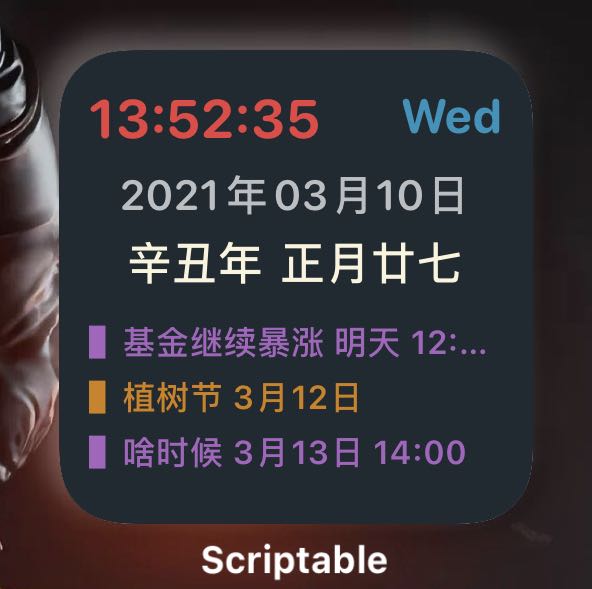 13:52:35 Wed
2021年03月10日
辛丑年 正月廿七
基金继续暴涨 明天 12:...
植树节 3月12日
啥时候 3月13日 14:00
Scriptable